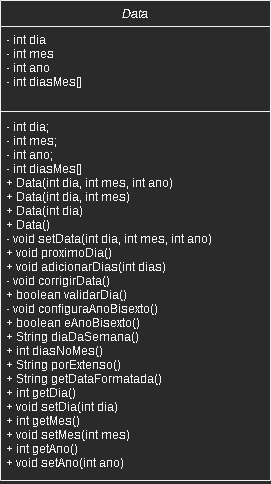 Data
- int dia
- int mes
- int ano
- int diasMes[]
- int dia;
- int mes;
- int ano;
- int diasMes[]
+ Data(int dia, int mes, int ano)
+ Data(int dia, int mes)
+ Data(int dia)
+ Data()
- void setData(int dia, int mes, int ano)
+ void proximoDia()
+ void adicionarDias(int dias)
- void corrigirData()
+ boolean validarDia()
- void configuraAnoBisexto()
+ boolean eAnoBisexto()
+ String diaDaSemana()
+ int diasNoMes()
+ String porExtenso()
+ String getDataFormatada()
+ int getDia()
+ void setDia(int dia)
+ int getMes()
+ void setMes(int mes)
+ int getAno()
+ void setAno(int ano)